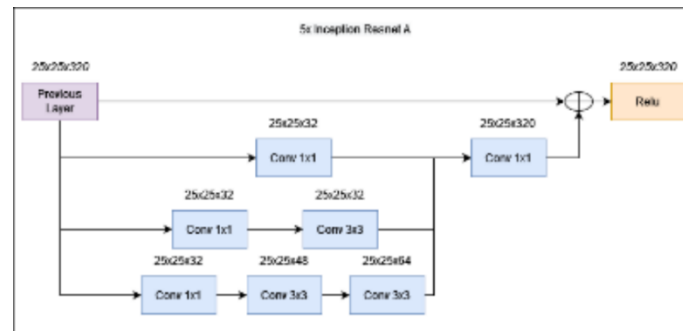 5x Inception Resnet A
25x25x320
25x25x320
Previous
Layer
Relu
25x25x32
25x25x320
Conv 1x1
Conv 1x1
25x25x32
25x25x32
Conv 1x1
Conv 3x3
25x25x32
25x25x48
25x25x64
Conv 1x1
Conv 3x3
Conv 3x3